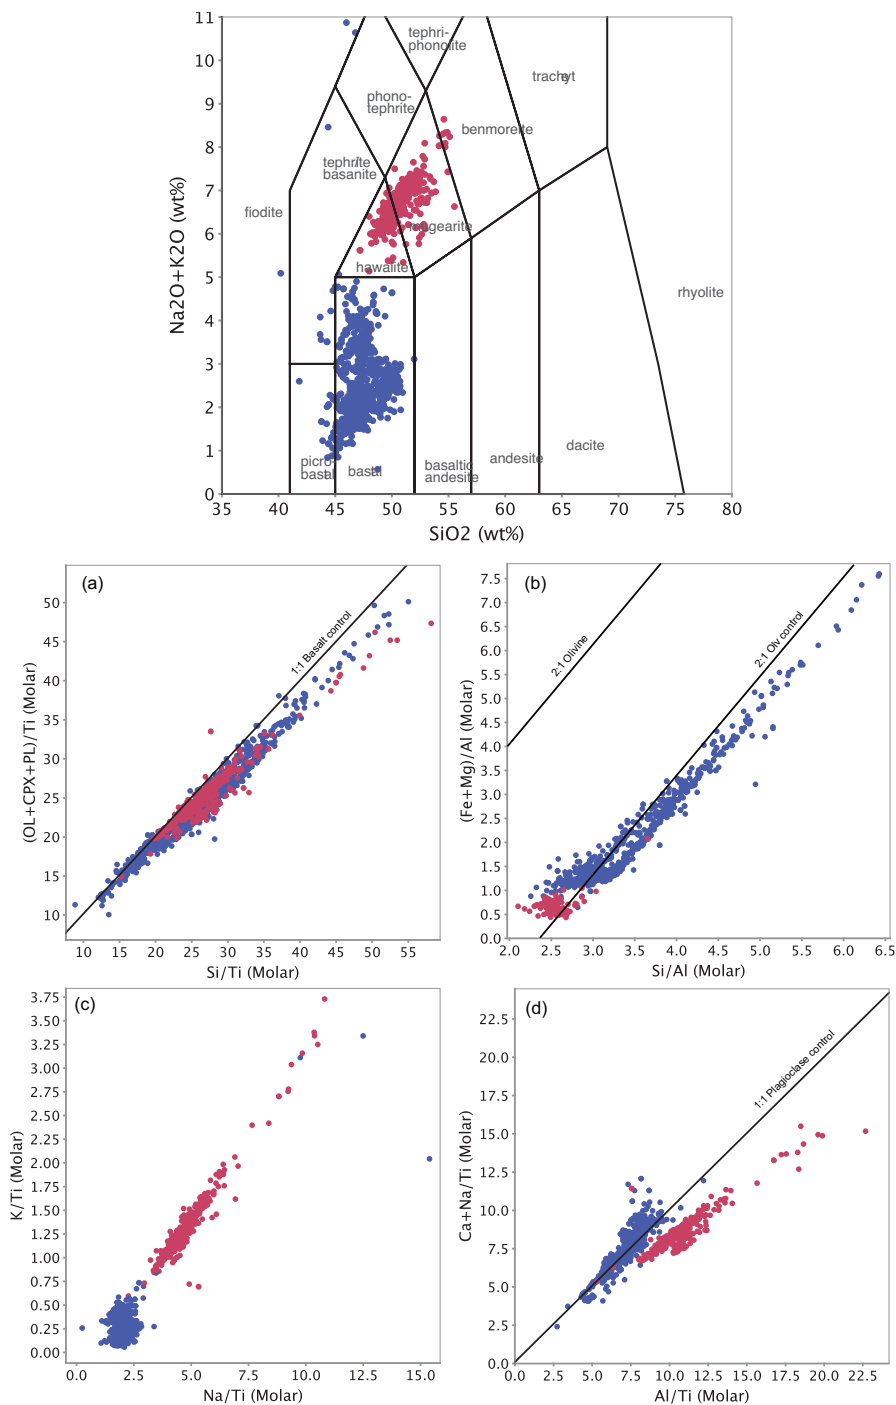 11
10
9
8
7
6
5
4
3
2
1
0
Na2O+K2O (wt%)
tephri-
phonolite
phono-
tephrite
tephrite
basanite
fiodite
benmoreite
mugearite
hawaiite
rhyolite
picro-
basal
basal
basaltic
andesite
andesite
dacite
35 40 45 50 55 60 65 70 75 80
SiO2 (wt%)
(a)
1:1 Basalt control
50
45
40
35
30
25
20
15
10
(OL+CPX+PL)/Ti (Molar)
10 15 20 25 30 35 40 45 50 55
Si/Ti (Molar)
(b)
2:1 Olivine
2:1 Olv control
7.5
7.0
6.5
6.0
5.5
5.0
4.5
4.0
3.5
3.0
2.5
2.0
1.5
1.0
0.5
0.0
(Fe+Mg)/Al (Molar)
2.0 2.5 3.0 3.5 4.0 4.5 5.0 5.5 6.0 6.5
Si/Al (Molar)
(c)
3.75
3.50
3.25
3.00
2.75
2.50
2.25
2.00
1.75
1.50
1.25
1.00
0.75
0.50
0.25
0.00
K/Ti (Molar)
0.0 2.5 5.0 7.5 10.0 12.5 15.0
Na/Ti (Molar)
(d)
1:1 Plagioclase control
22.5
20.0
17.5
15.0
12.5
10.0
7.5
5.0
2.5
0.0
Ca+Na/Ti (Molar)
0.0 2.5 5.0 7.5 10.0 12.5 15.0 17.5 20.0 22.5
Al/Ti (Molar)